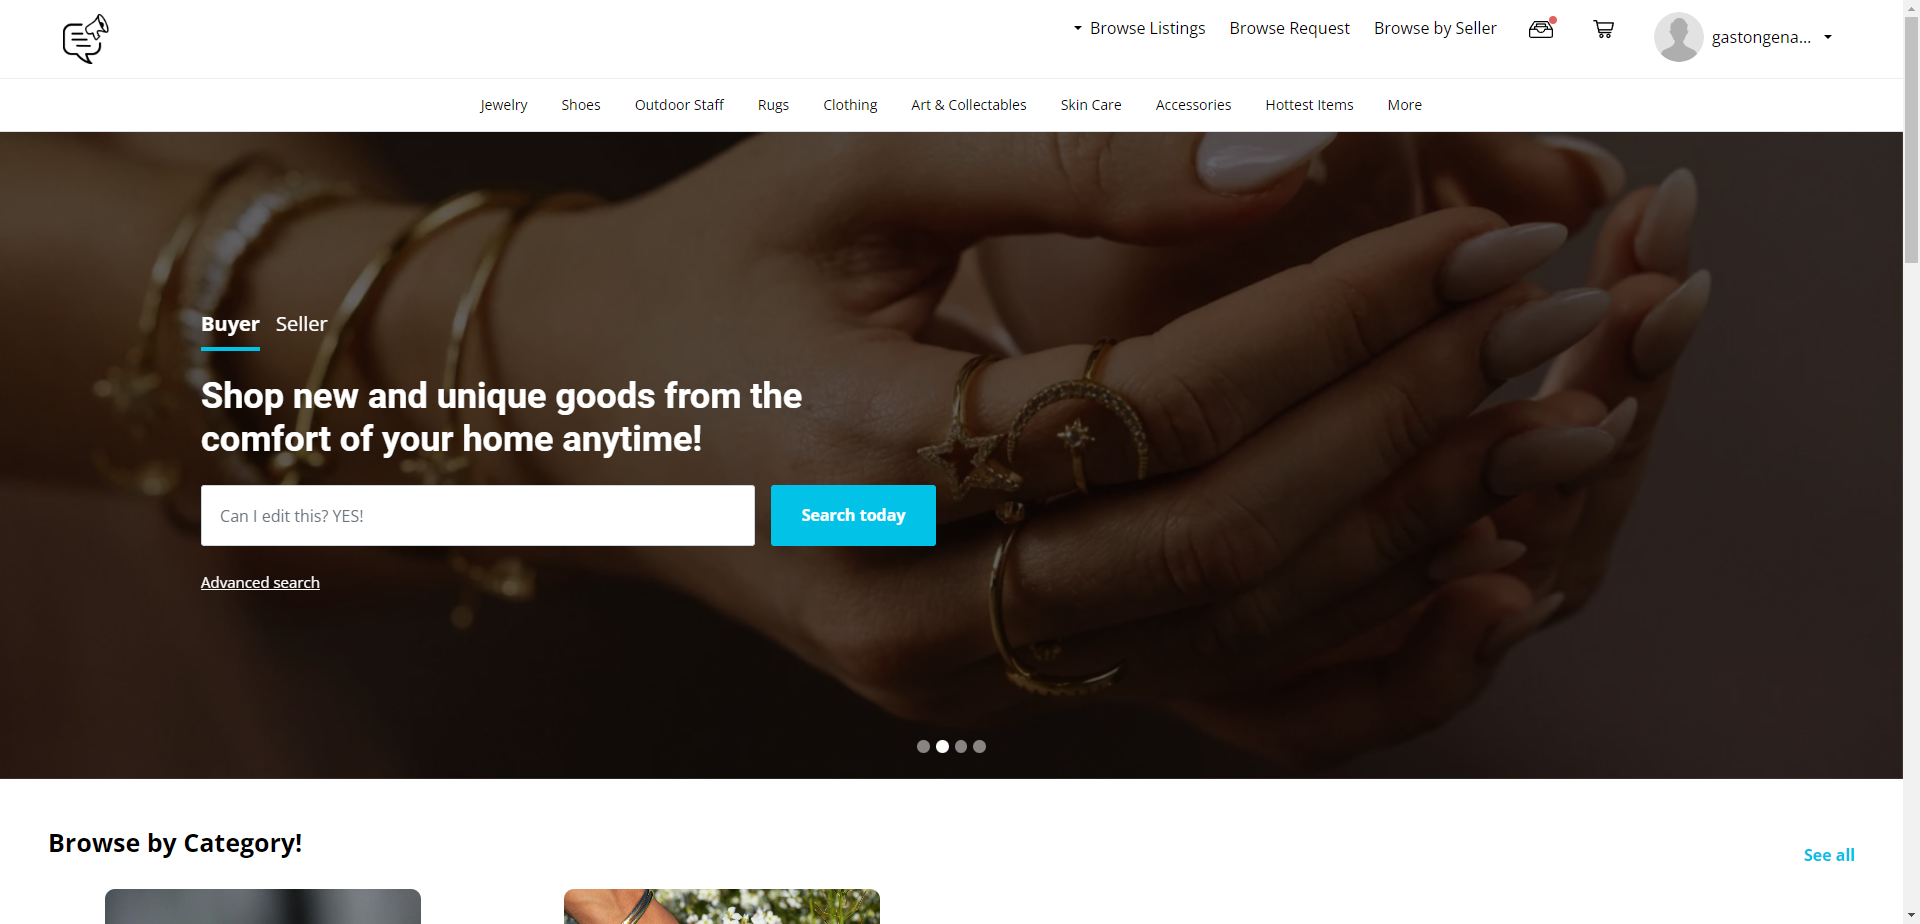 Browse Listings
Browse Request
Browse by Seller
gastongena...
Jewelry
Shoes
Outdoor Staff
Rugs
Clothing
Art & Collectables
Skin Care
Accessories
Hottest Items
More
Buyer
Seller
Shop new and unique goods from the
comfort of your home anytime!
Can I edit this? YES!
Search today
Advanced search
Browse by Category!
See all